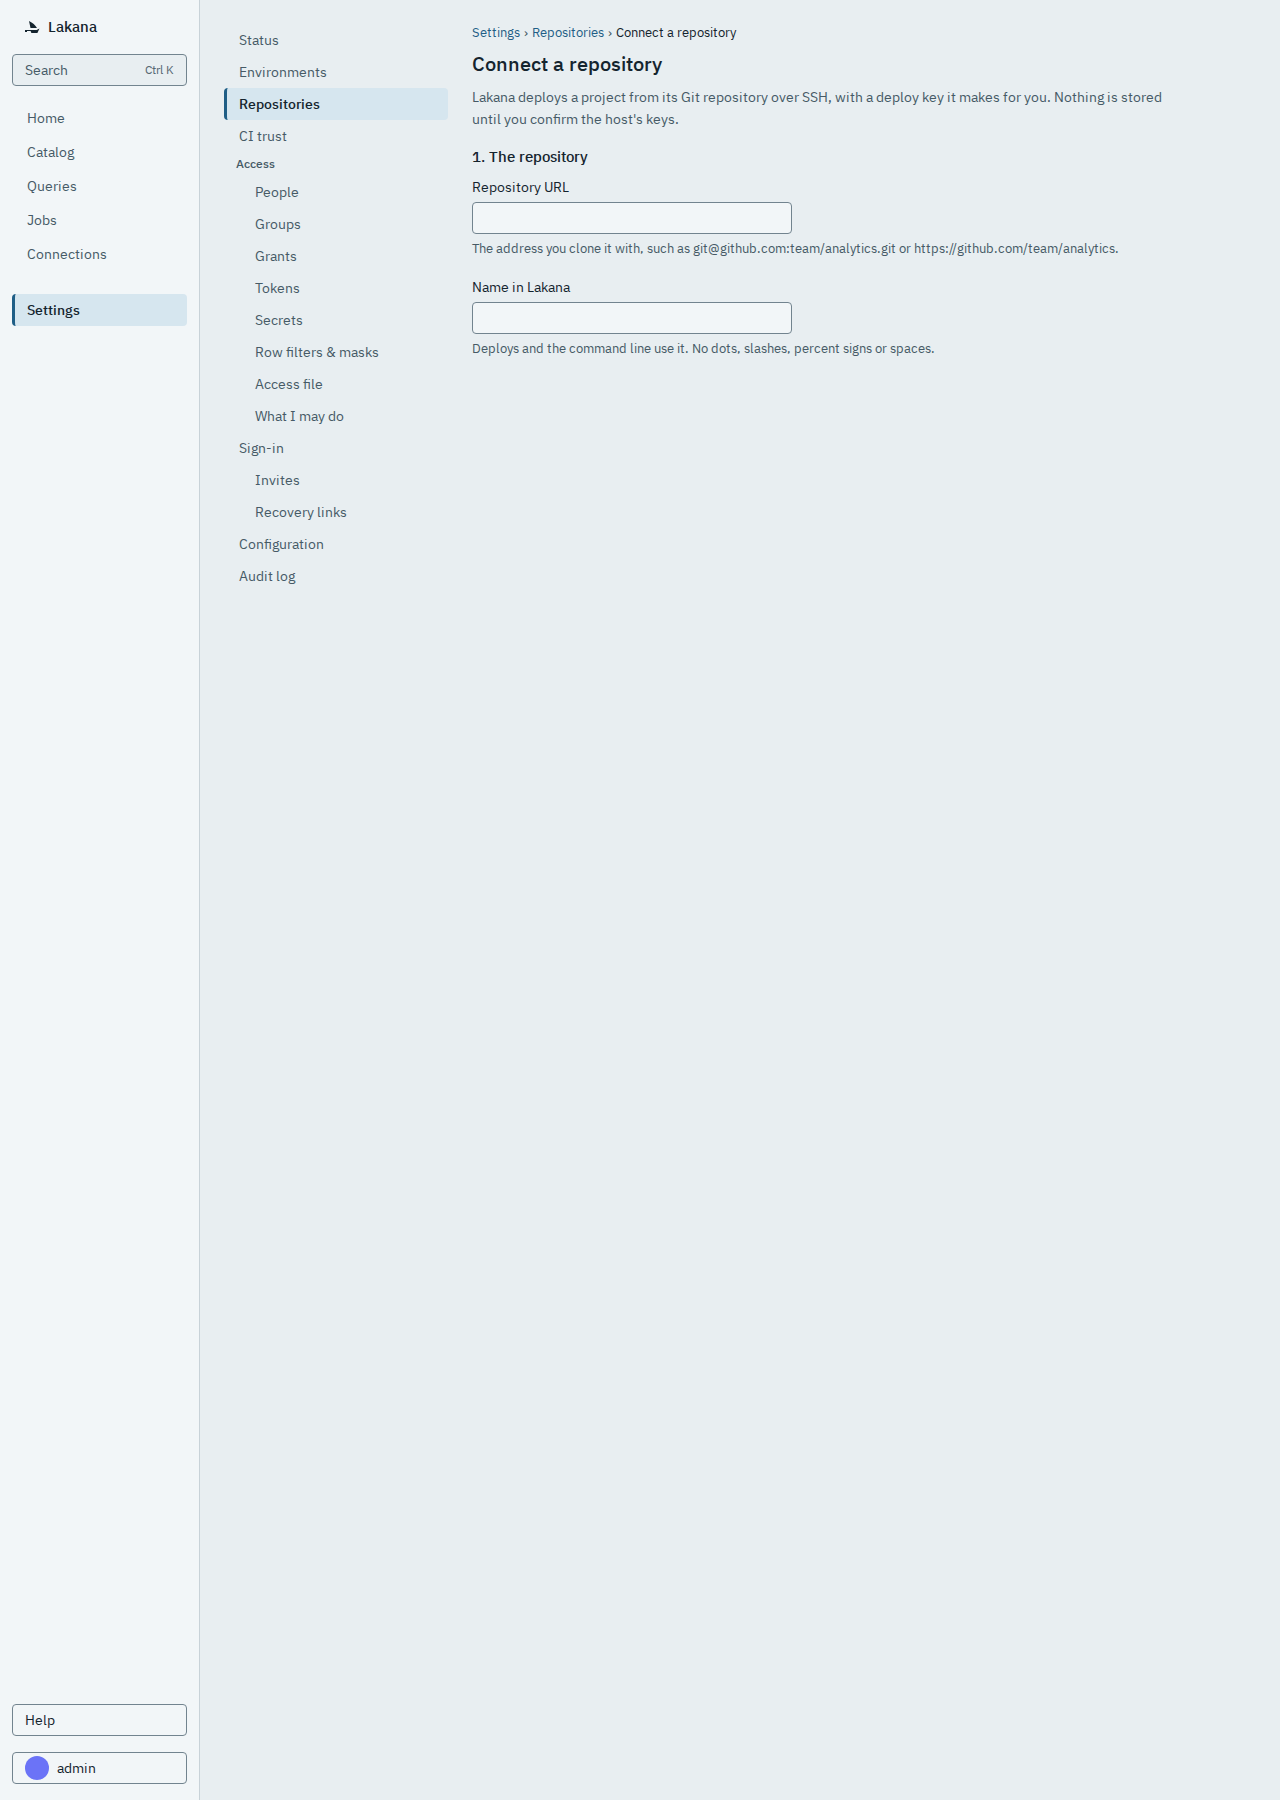 Lakana
Search
Ctrl K
Home
Catalog
Queries
Jobs
Connections
Settings
Help
admin
Status
Environments
Repositories
CI trust
Access
People
Groups
Grants
Tokens
Secrets
Row filters & masks
Access file
What I may do
Sign-in
Invites
Recovery links
Configuration
Audit log
Settings › Repositories › Connect a repository
Connect a repository
Lakana deploys a project from its Git repository over SSH, with a deploy key it makes for you. Nothing is stored
until you confirm the host's keys.
1. The repository
Repository URL
The address you clone it with, such as git@github.com:team/analytics.git or https://github.com/team/analytics.
Name in Lakana
Deploys and the command line use it. No dots, slashes, percent signs or spaces.